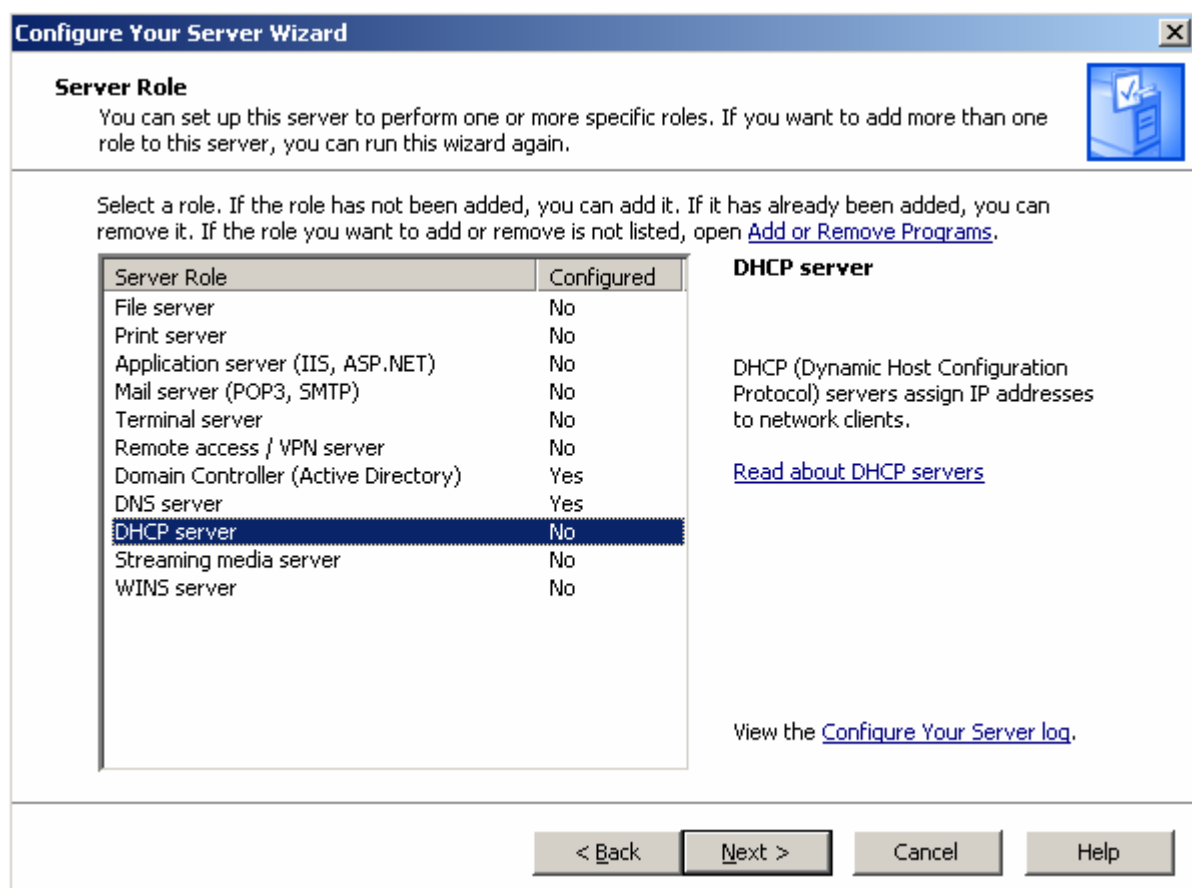 Configure Your Server Wizard
Server Role
You can set up this server to perform one or more specific roles. If you want to add more than one
role to this server, you can run this wizard again.
Select a role. If the role has not been added, you can add it. If it has already been added, you can
remove it. If the role you want to add or remove is not listed, open Add or Remove Programs.
Server Role Configured
File server No
Print server No
Application server (IIS, ASP.NET) No
Mail server (POP3, SMTP) No
Terminal server No
Remote access / VPN server No
Domain Controller (Active Directory) Yes
DNS server Yes
DHCP server No
Streaming media server No
WINS server No
DHCP server
DHCP (Dynamic Host Configuration
Protocol) servers assign IP addresses
to network clients.
Read about DHCP servers
View the Configure Your Server log.
< Back Next > Cancel Help